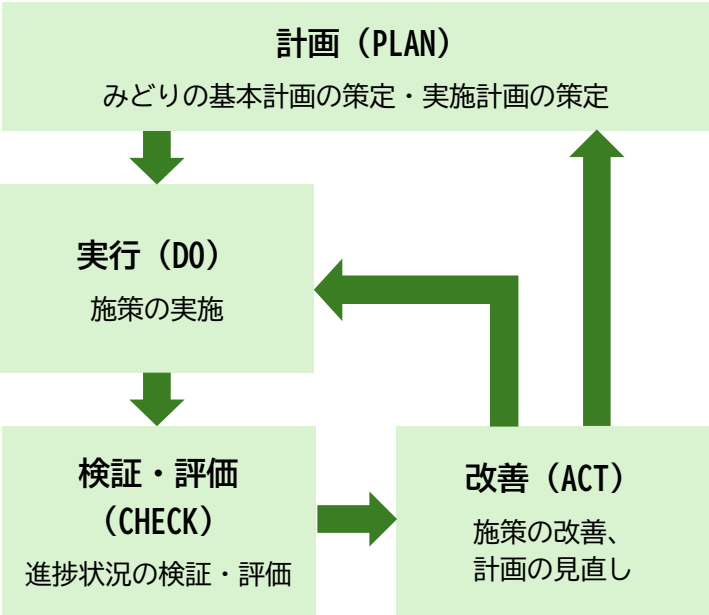 計画（PLAN）
みどりの基本計画の策定・実施計画の策定
実行（DO）
施策の実施
検証・評価
（CHECK）
進捗状況の検証・評価
改善（ACT）
施策の改善、
計画の見直し